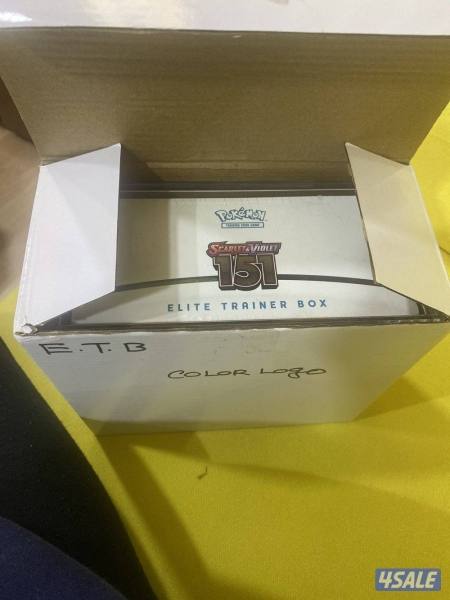 POKéMON
TRADING CARD GAME
SCARLET & VIOLET
151
ELITE TRAINER BOX
E.T.B
COLOR LOGO
4SALE